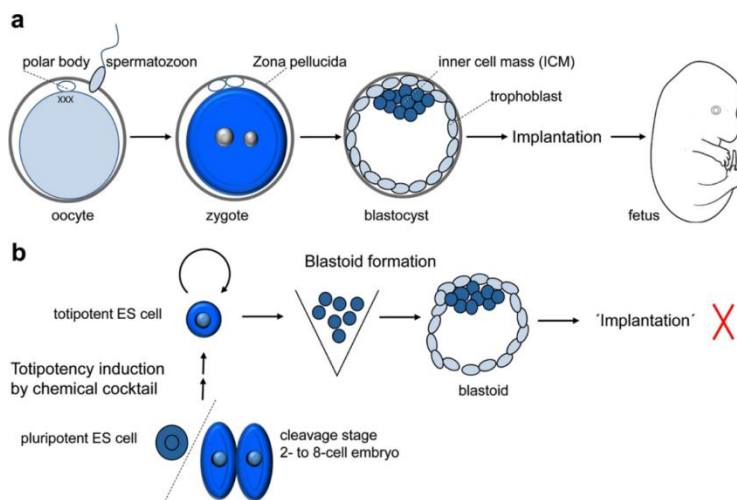 a
polar body
spermatozoon
Zona pellucida
inner cell mass (ICM)
trophoblast
xxx
Implantation
oocyte
zygote
blastocyst
fetus
b
Blastoid formation
totipotent ES cell
´Implantation´
blastoid
Totipotency induction
by chemical cocktail
pluripotent ES cell
cleavage stage
2- to 8-cell embryo